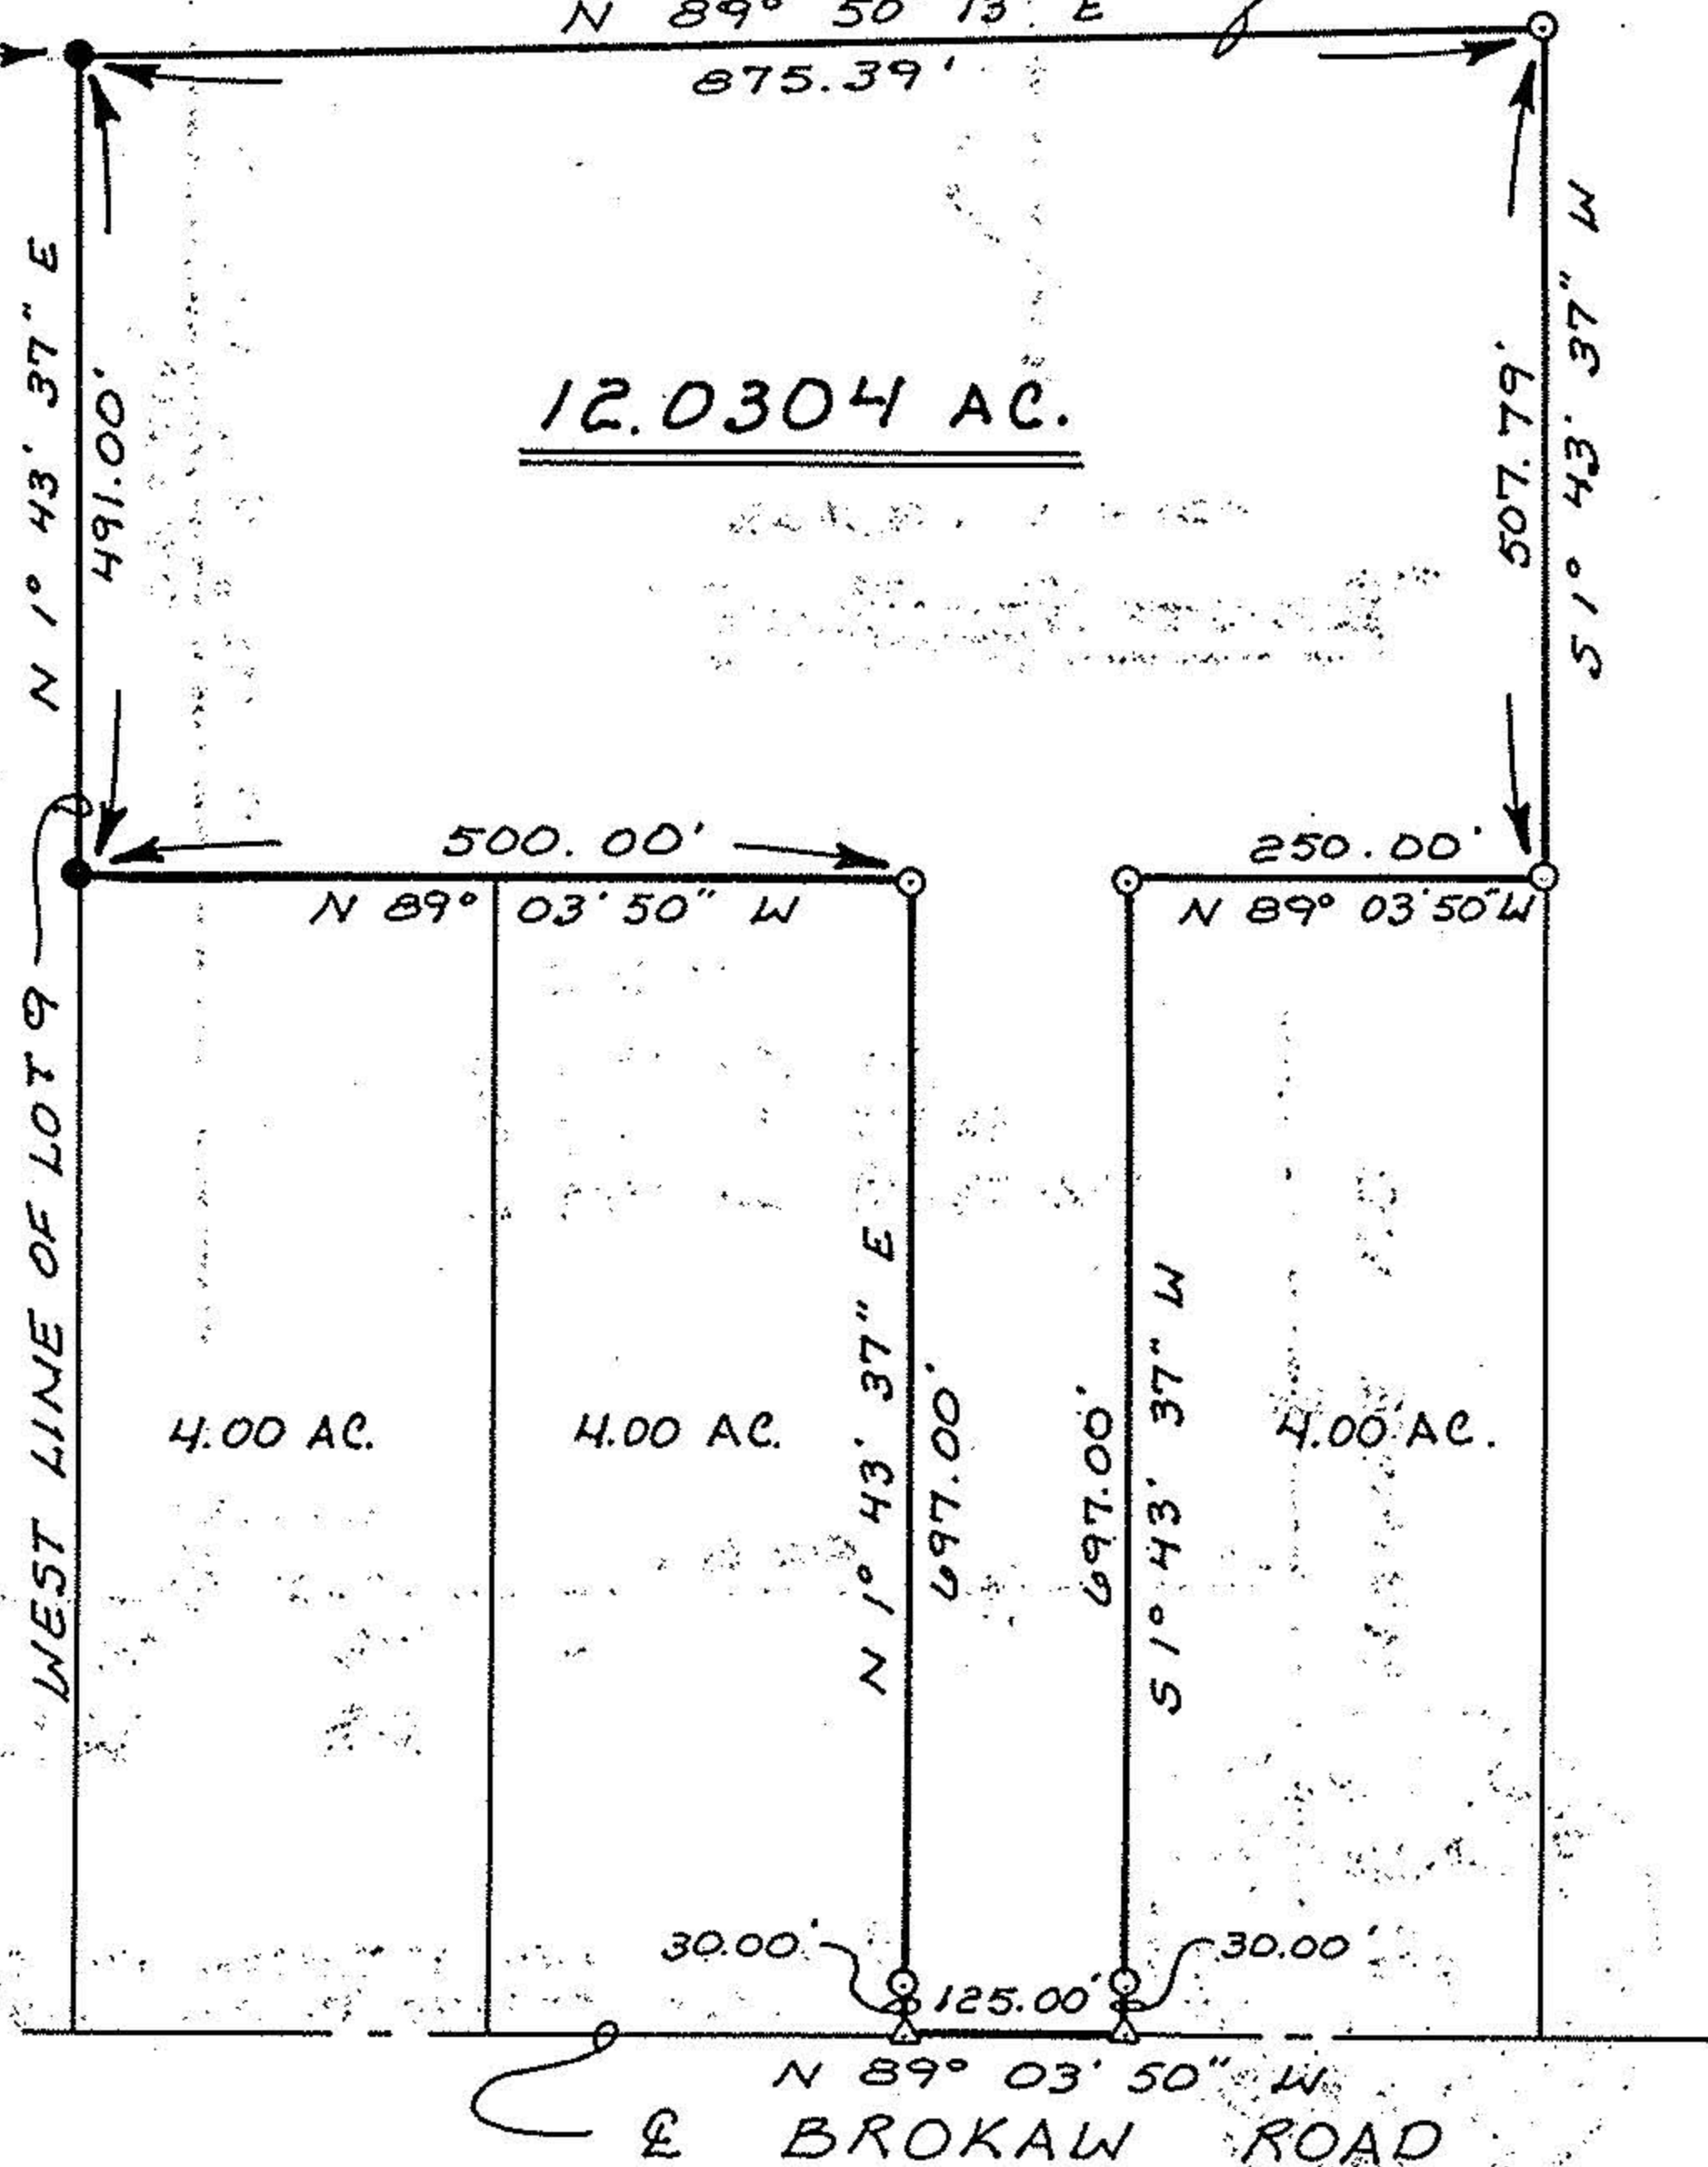 N 89° 50' 13" E
875.39'
N 1° 43' 37" E
491.00'
12.0304 AC.
507.79'
S 1° 43' 37" W
500.00'
N 89° 03' 50" W
250.00'
N 89° 03' 50" W
WEST LINE OF LOT 9
4.00 AC.
4.00 AC.
N 1° 43' 37" E
697.00'
697.00'
S 1° 43' 37" W
4.00 AC.
30.00'
125.00'
30.00'
N 89° 03' 50" W
℄ BROKAW ROAD